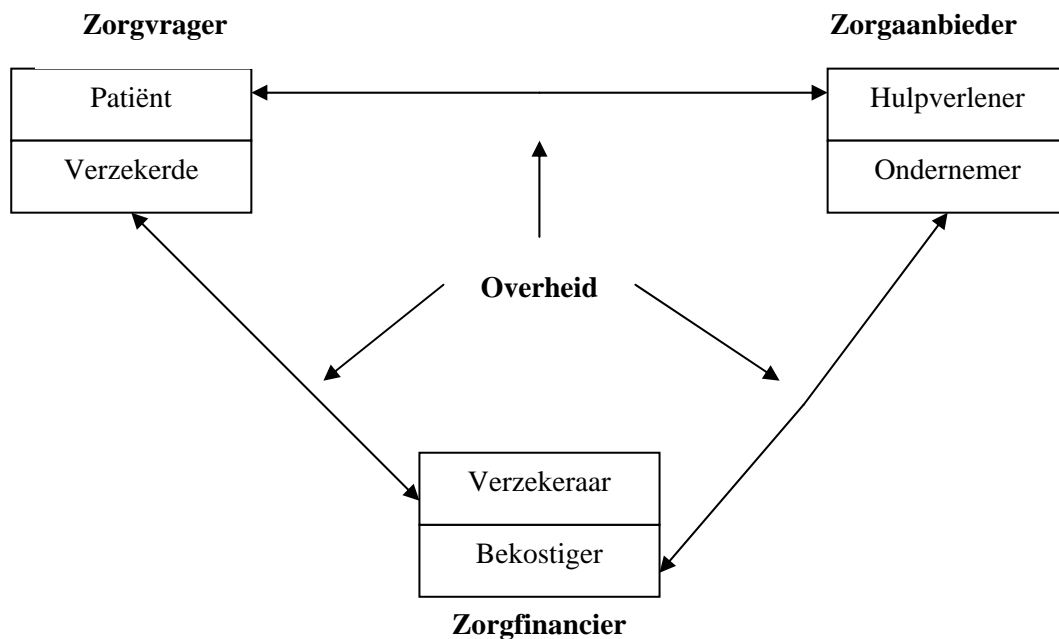 Zorgvrager
Zorgaanbieder
Patiënt
Hulpverlener
Verzekerde
Ondernemer
Overheid
Verzekeraar
Bekostiger
Zorgfinancier